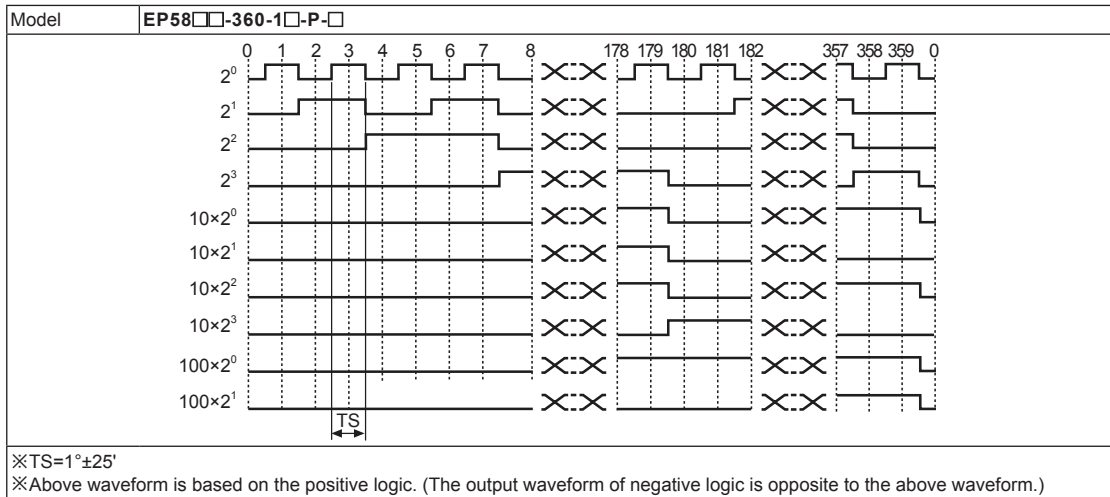 Model EP58□□-360-1□-P-□
0 1 2 3 4 5 6 7 8 178 179 180 181 182 357 358 359 0
2⁰
2¹
2²
2³
10×2⁰
10×2¹
10×2²
10×2³
100×2⁰
100×2¹
TS
※TS=1°±25'
※Above waveform is based on the positive logic. (The output waveform of negative logic is opposite to the above waveform.)